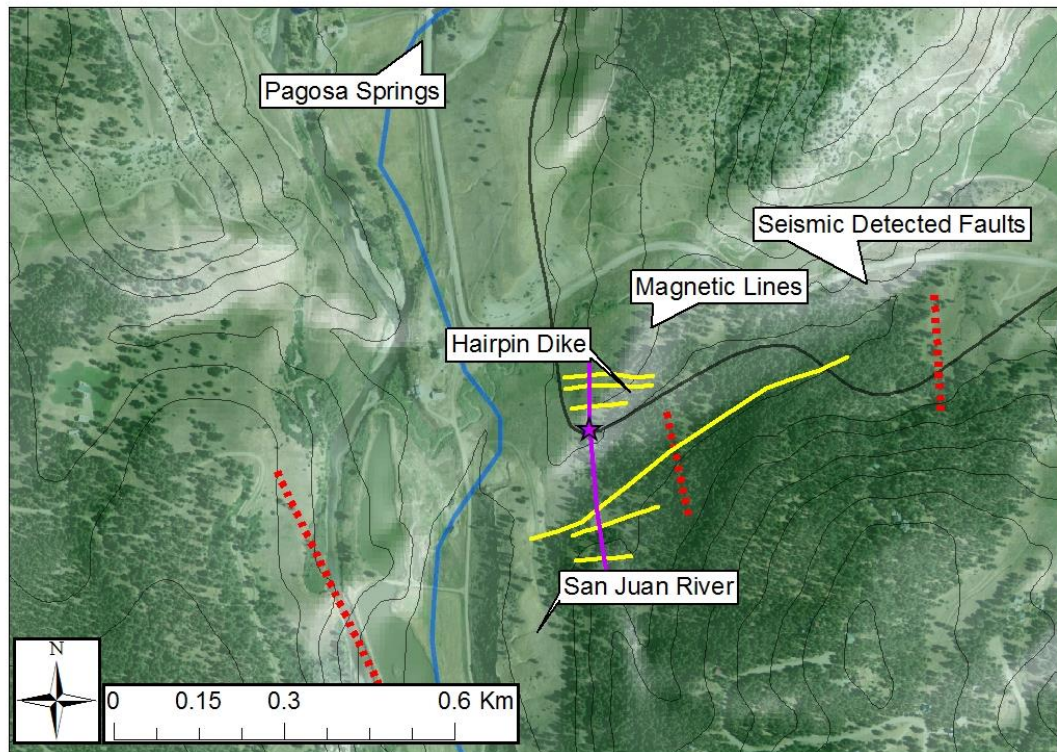 Pagosa Springs
Seismic Detected Faults
Magnetic Lines
Hairpin Dike
San Juan River
N
0 0.15 0.3 0.6 Km